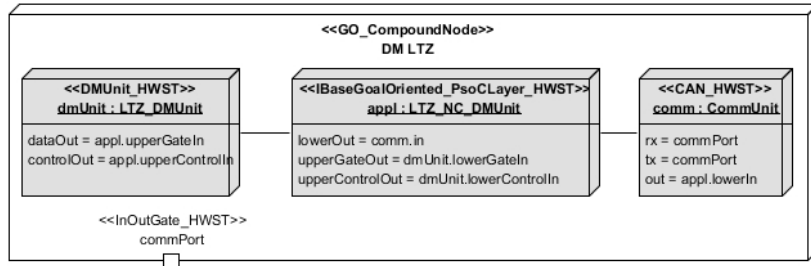 <<GO_CompoundNode>>
DM LTZ
<<DMUnit_HWST>>
dmUnit : LTZ_DMUnit
dataOut = appl.upperGateIn
controlOut = appl.upperControlIn
<<IBaseGoalOriented_PsoCLayer_HWST>>
appl : LTZ_NC_DMUnit
lowerOut = comm.in
upperGateOut = dmUnit.lowerGateIn
upperControlOut = dmUnit.lowerControlIn
<<CAN_HWST>>
comm : CommUnit
rx = commPort
tx = commPort
out = appl.lowerIn
<<InOutGate_HWST>>
commPort